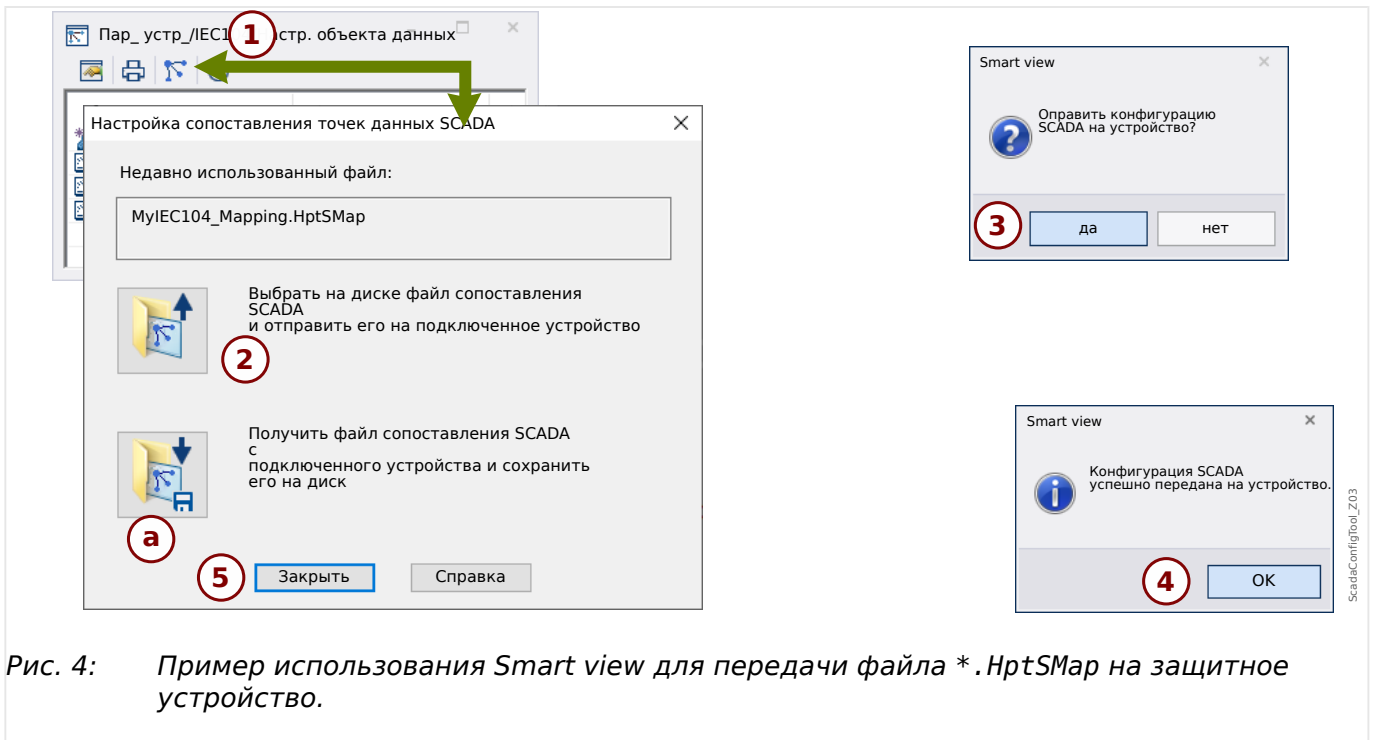 Пар_ устр_/IEC1
стр. объекта данных
1
Настройка сопоставления точек данных SCADA
Недавно использованный файл:
MyIEC104_Mapping.HptSMap
Выбрать на диске файл сопоставления
SCADA
и отправить его на подключенное устройство
2
Получить файл сопоставления SCADA
с
подключенного устройства и сохранить
его на диск
a
5
Закрыть
Справка
Smart view
Оправить конфигурацию
SCADA на устройство?
3
да
нет
Smart view
Конфигурация SCADA
успешно передана на устройство.
4
OK
ScadaConfigTool_Z03
Рис. 4: Пример использования Smart view для передачи файла *.HptSMap на защитное
устройство.